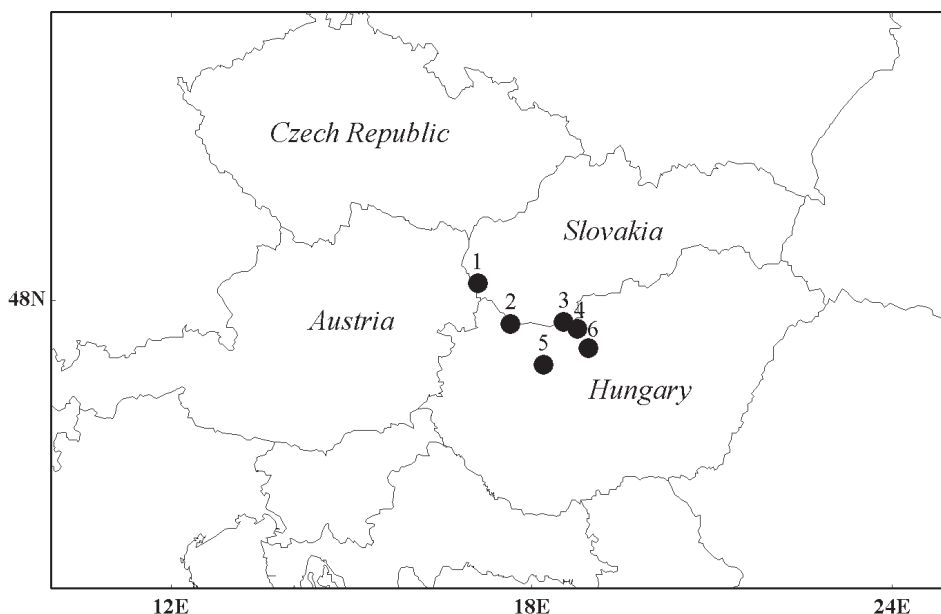 Czech Republic
Slovakia
1
48N
2
3
4
Austria
6
5
Hungary
12E
18E
24E